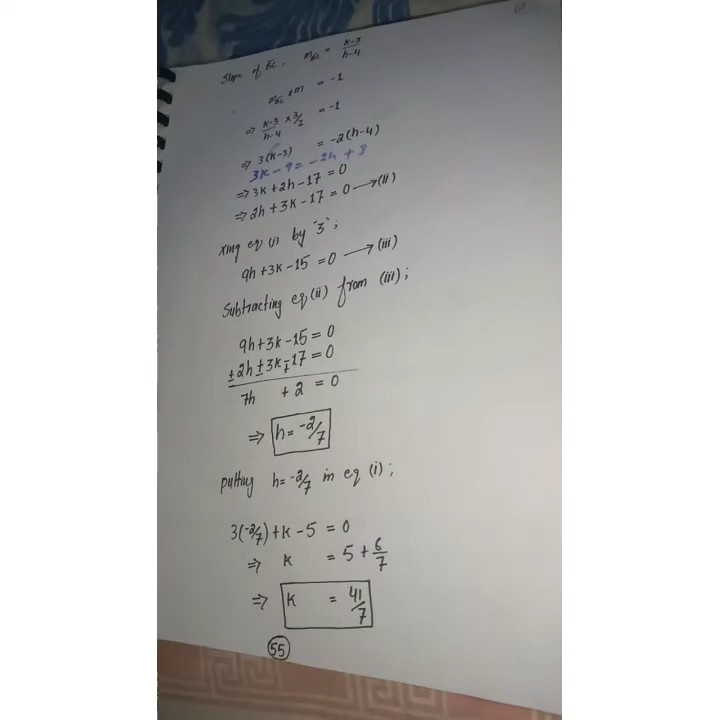 Slope of BC, m_BC = k-3/h-4
m_BC × m = -1
⇒ k-3/h-4 × 3/2 = -1
⇒ 3(k-3) = -2(h-4)
3k - 9 = -2h + 8
⇒ 3k + 2h - 17 = 0
⇒ 2h + 3k - 17 = 0 → (ii)
xing eq (i) by "3";
9h + 3k - 15 = 0 → (iii)
Subtracting eq (ii) from (iii);
9h + 3k - 15 = 0
± 2h ± 3k ∓ 17 = 0
7h + 2 = 0
⇒ h = -2/7
putting h = -2/7 in eq (i);
3(-2/7) + k - 5 = 0
⇒ k = 5 + 6/7
⇒ k = 41/7
55